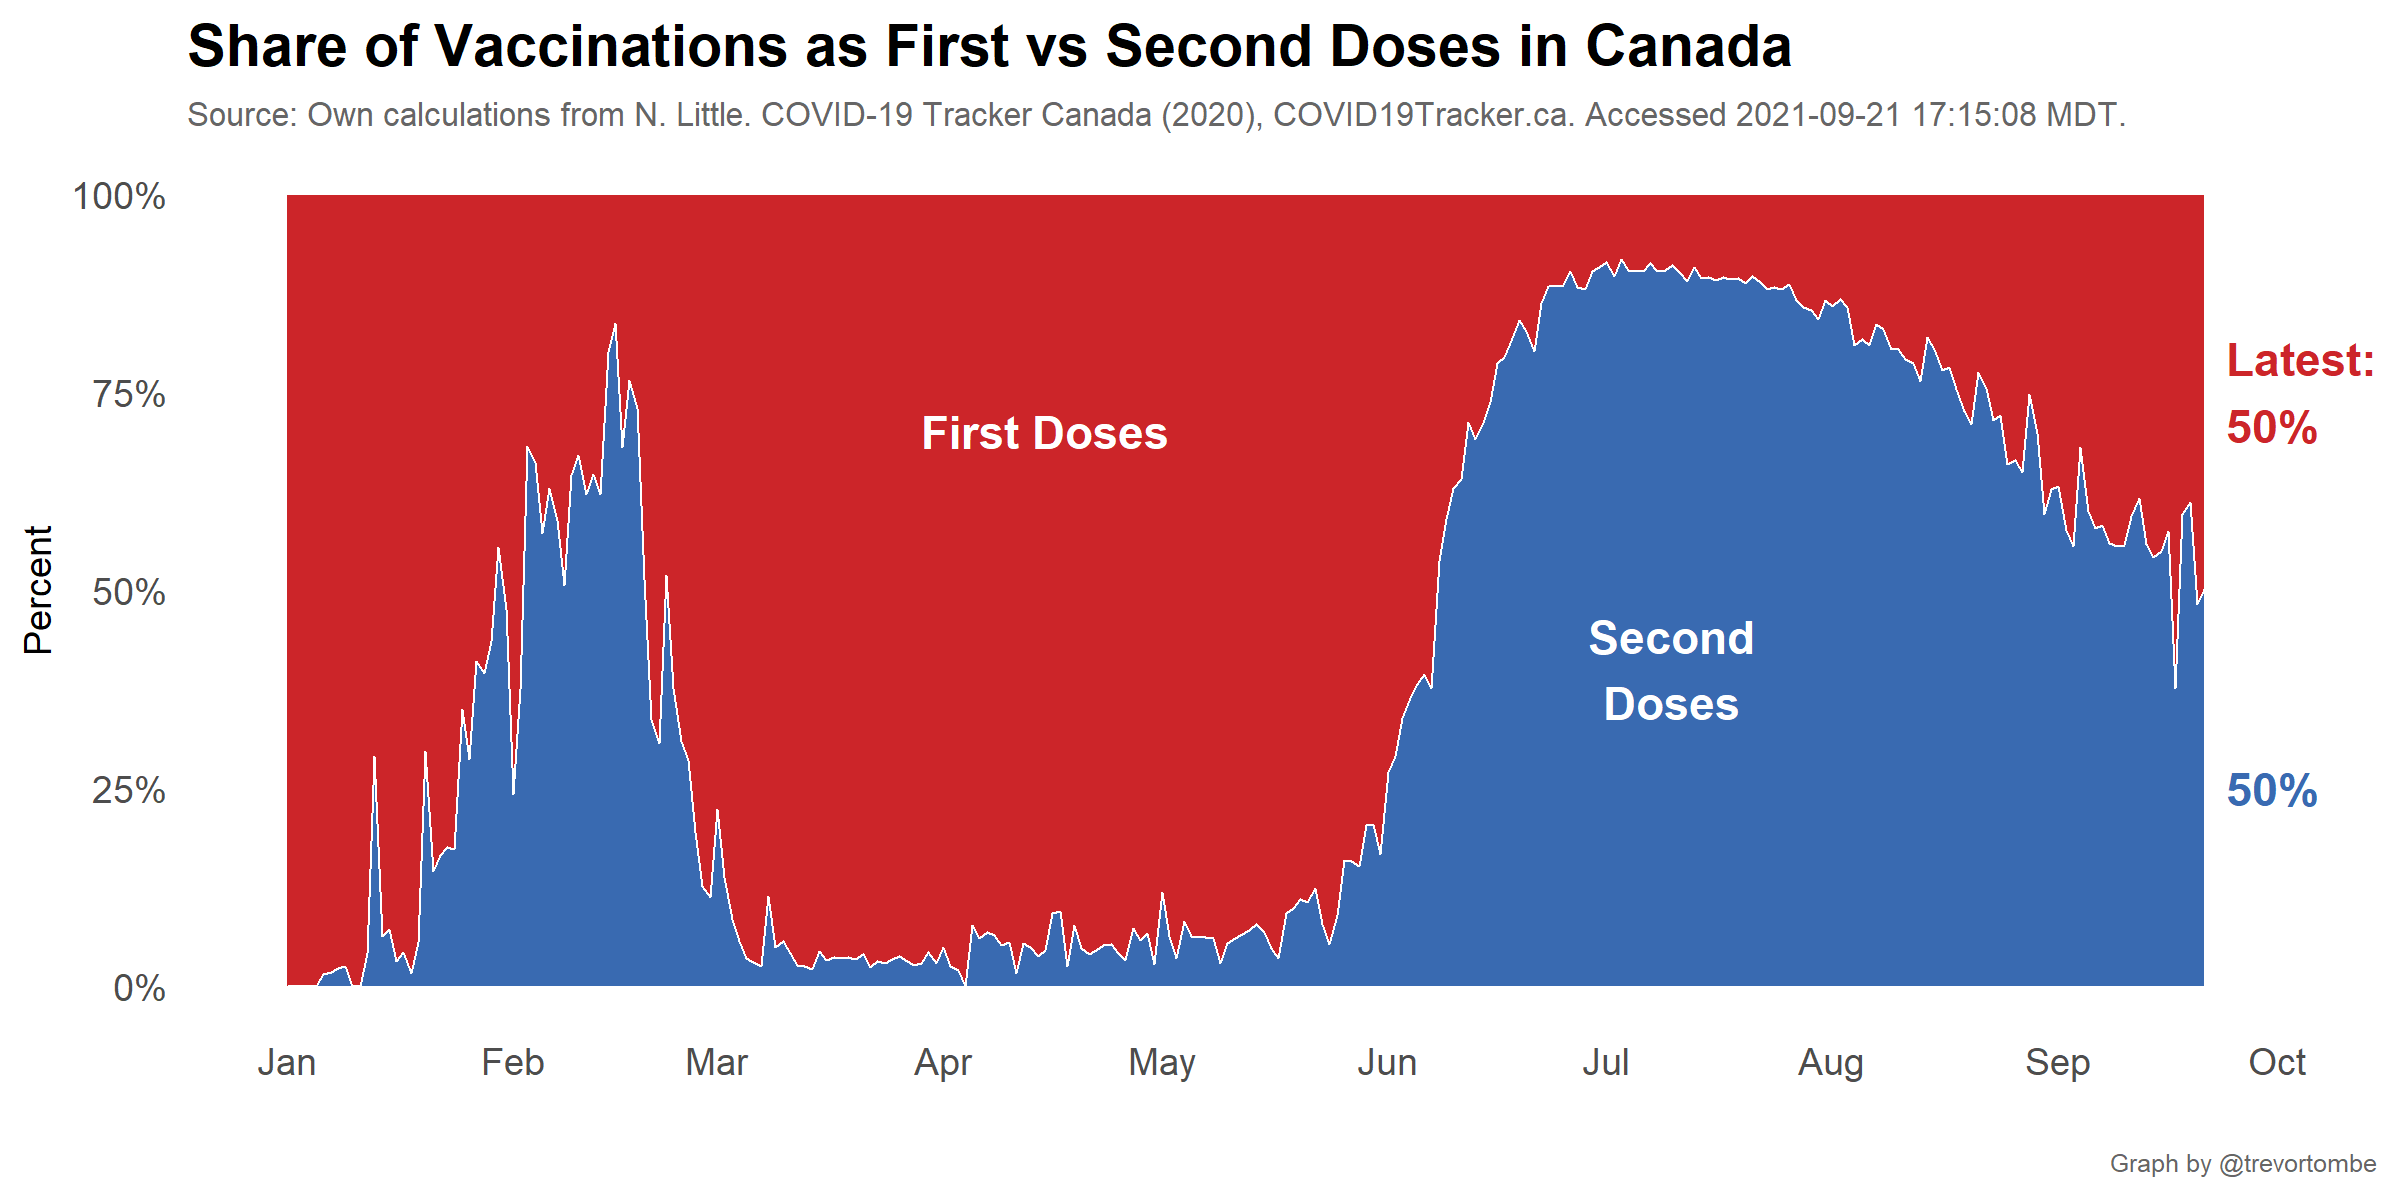 Share of Vaccinations as First vs Second Doses in Canada
Source: Own calculations from N. Little. COVID-19 Tracker Canada (2020), COVID19Tracker.ca. Accessed 2021-09-21 17:15:08 MDT.
Percent
100%
75%
50%
25%
0%
First Doses
Second
Doses
Latest:
50%
50%
Jan Feb Mar Apr May Jun Jul Aug Sep Oct
Graph by @trevortombe